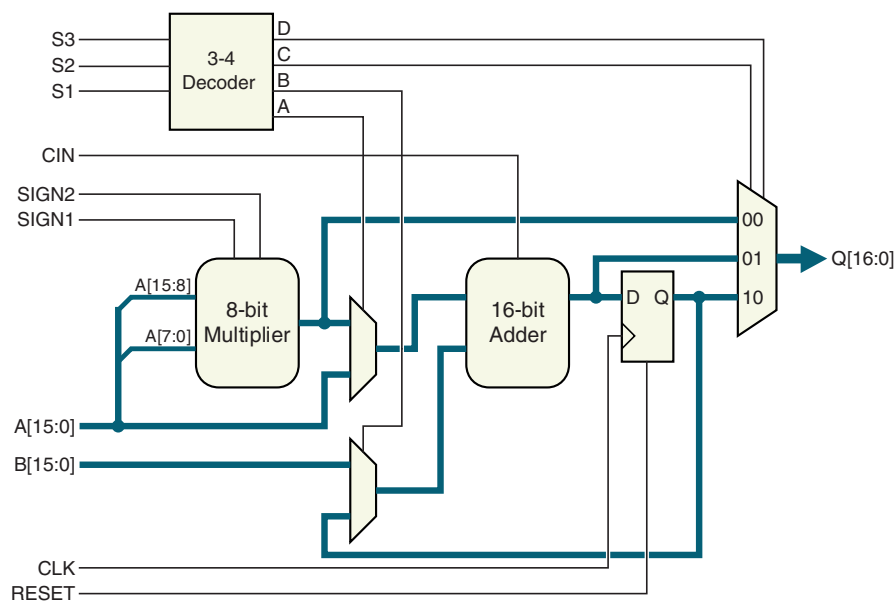 S3
S2
S1
3-4
Decoder
D
C
B
A
CIN
SIGN2
SIGN1
A[15:8]
A[7:0]
8-bit
Multiplier
16-bit
Adder
D Q
00
01
10
Q[16:0]
A[15:0]
B[15:0]
CLK
RESET